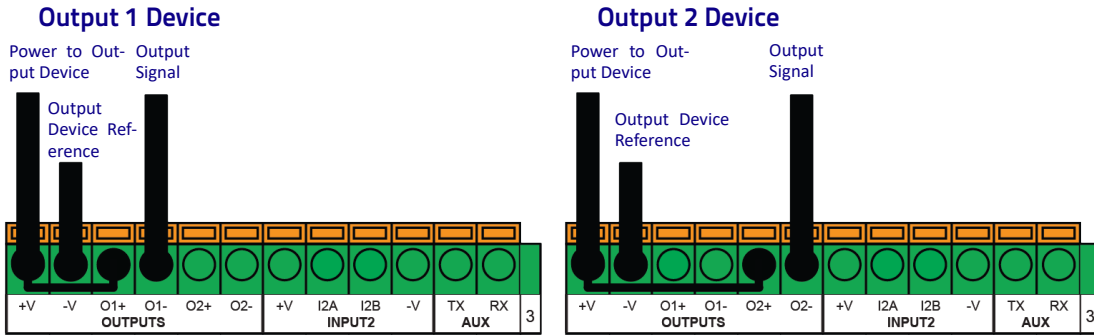 Output 1 Device
Power to Out-
put Device
Output
Signal
Output
Device Ref-
erence
+V -V O1+ O1- O2+ O2- +V I2A I2B -V TX RX
OUTPUTS INPUT2 AUX 3
Output 2 Device
Power to Out-
put Device
Output
Signal
Output Device
Reference
+V -V O1+ O1- O2+ O2- +V I2A I2B -V TX RX
OUTPUTS INPUT2 AUX 3